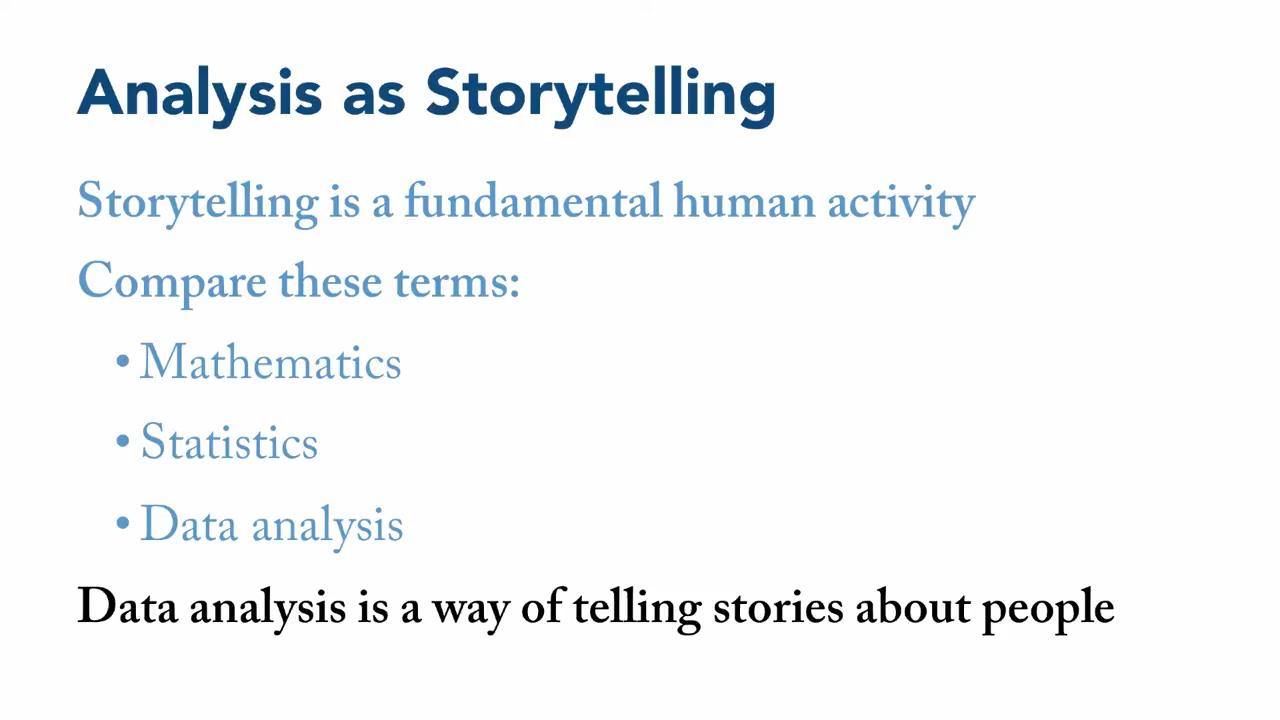 Analysis as Storytelling
Storytelling is a fundamental human activity
Compare these terms:
• Mathematics
• Statistics
• Data analysis
Data analysis is a way of telling stories about people